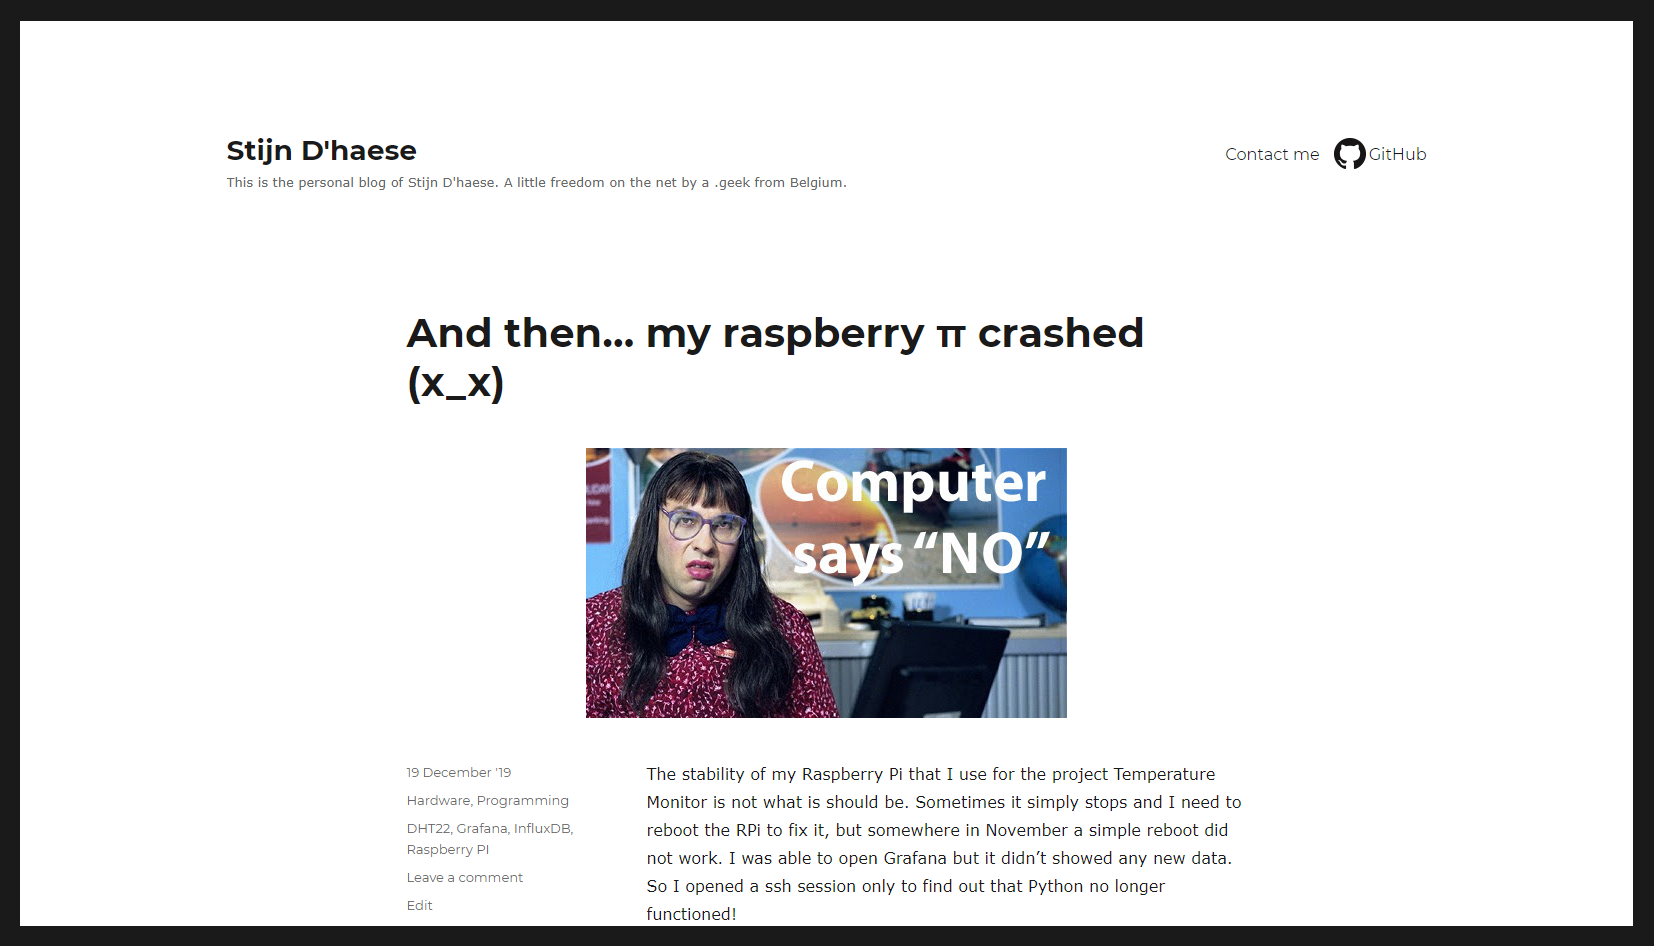 Stijn D'haese
This is the personal blog of Stijn D'haese. A little freedom on the net by a .geek from Belgium.
Contact me GitHub
And then… my raspberry π crashed
(x_x)
Computer
says “NO”
19 December '19
Hardware, Programming
DHT22, Grafana, InfluxDB,
Raspberry PI
Leave a comment
Edit
The stability of my Raspberry Pi that I use for the project Temperature
Monitor is not what is should be. Sometimes it simply stops and I need to
reboot the RPi to fix it, but somewhere in November a simple reboot did
not work. I was able to open Grafana but it didn’t showed any new data.
So I opened a ssh session only to find out that Python no longer
functioned!